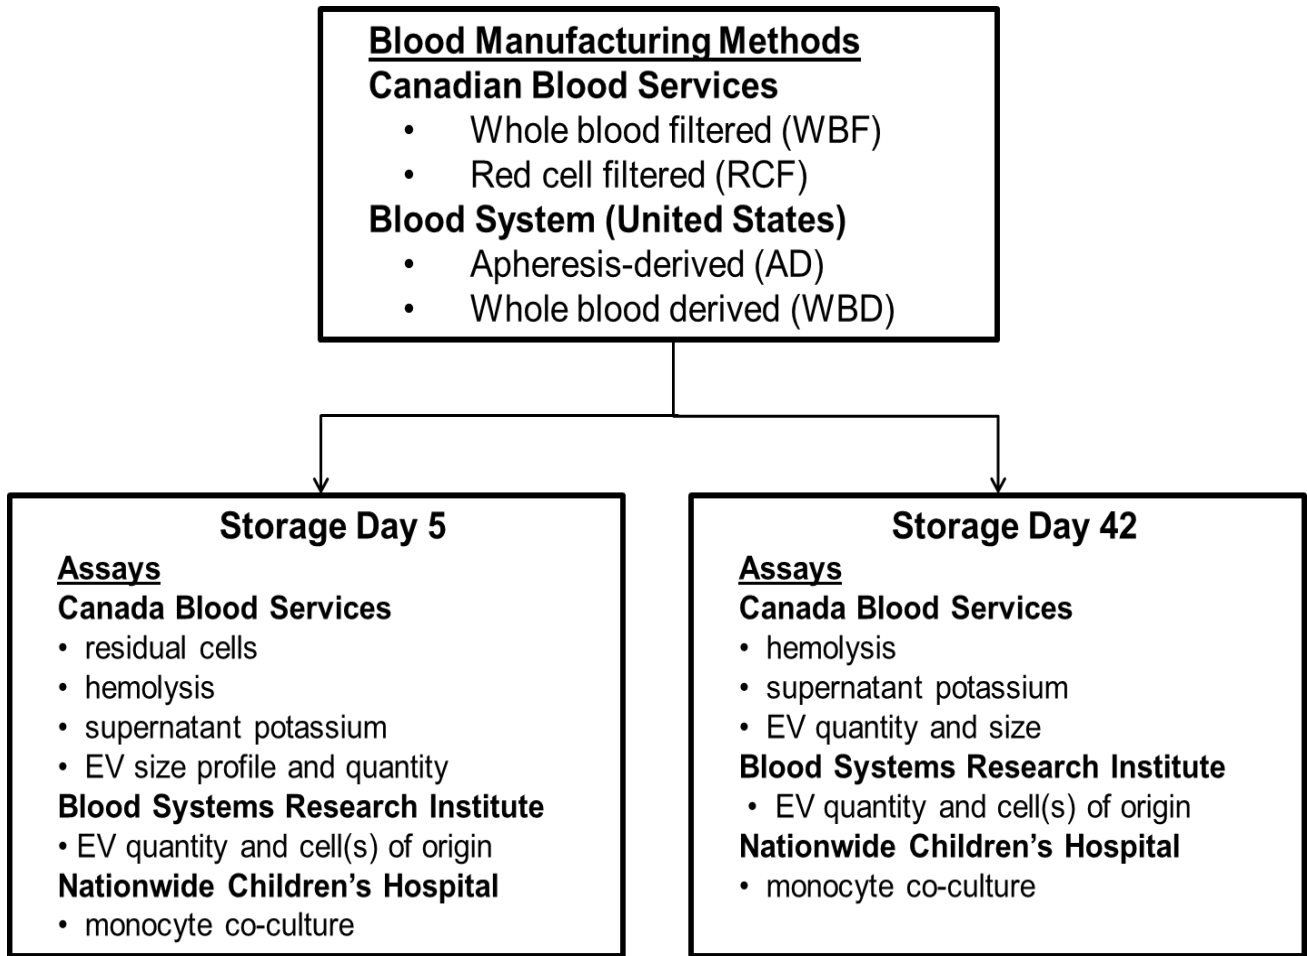 Blood Manufacturing Methods
Canadian Blood Services
• Whole blood filtered (WBF)
• Red cell filtered (RCF)
Blood System (United States)
• Apheresis-derived (AD)
• Whole blood derived (WBD)
Storage Day 5
Assays
Canada Blood Services
• residual cells
• hemolysis
• supernatant potassium
• EV size profile and quantity
Blood Systems Research Institute
• EV quantity and cell(s) of origin
Nationwide Children's Hospital
• monocyte co-culture
Storage Day 42
Assays
Canada Blood Services
• hemolysis
• supernatant potassium
• EV quantity and size
Blood Systems Research Institute
• EV quantity and cell(s) of origin
Nationwide Children's Hospital
• monocyte co-culture